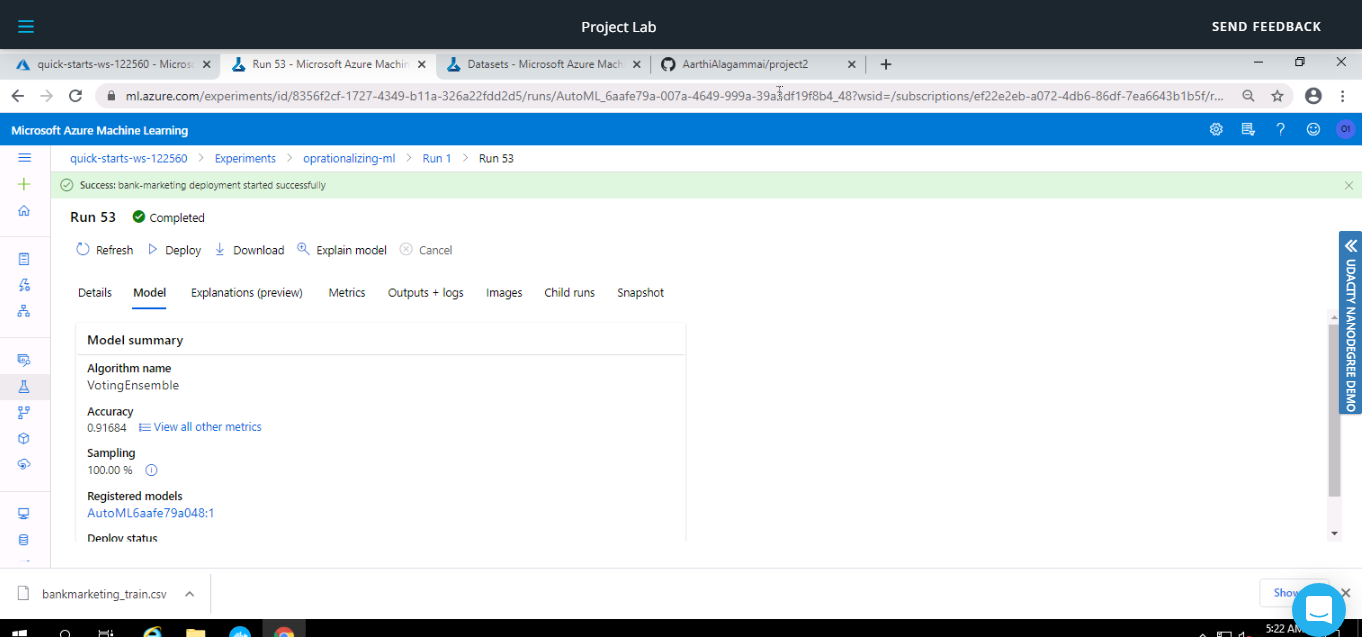 Project Lab
SEND FEEDBACK
quick-starts-ws-122560 - Micros
Run 53 - Microsoft Azure Machin
Datasets - Microsoft Azure Mach
AarthiAlagammai/project2
ml.azure.com/experiments/id/8356f2cf-1727-4349-b11a-326a22fdd2d5/runs/AutoML_6aafe79a-007a-4649-999a-39a3df19f8b4_48?wsid=/subscriptions/ef22e2eb-a072-4db6-86df-7ea6643b1b5f/r...
Microsoft Azure Machine Learning
quick-starts-ws-122560 > Experiments > oprationalizing-ml > Run 1 > Run 53
Success: bank-marketing deployment started successfully
Run 53 Completed
Refresh Deploy Download Explain model Cancel
Details Model Explanations (preview) Metrics Outputs + logs Images Child runs Snapshot
Model summary
Algorithm name
VotingEnsemble
Accuracy
0.91684 View all other metrics
Sampling
100.00 %
Registered models
AutoML6aafe79a048:1
Deploy status
UDACITY NANODEGREE DEMO
bankmarketing_train.csv
Show
5:22 AM